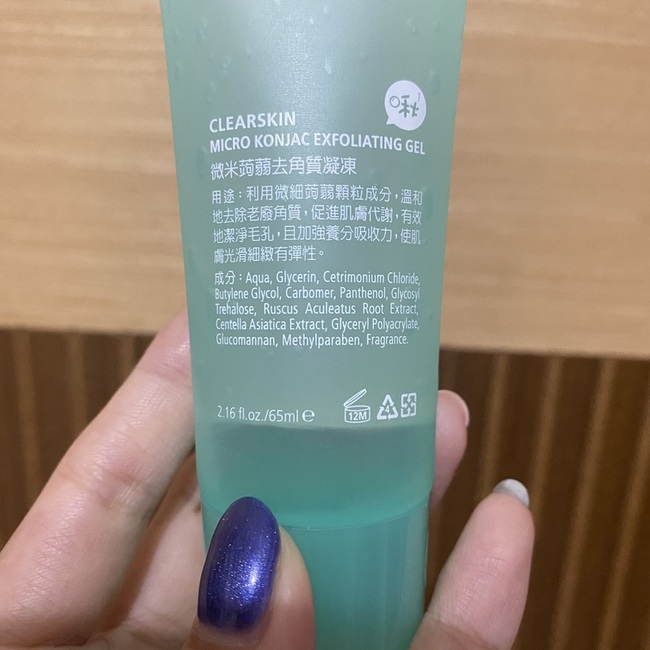 啾
CLEARSKIN
MICRO KONJAC EXFOLIATING GEL
微米蒟蒻去角質凝凍
用途：利用微細蒟蒻顆粒成分，溫和
地去除老廢角質，促進肌膚代謝，有效
地潔淨毛孔，且加強養分吸收力，使肌
膚光滑細緻有彈性。
成分：Aqua, Glycerin, Cetrimonium Chloride,
Butylene Glycol, Carbomer, Panthenol, Glycosyl
Trehalose, Ruscus Aculeatus Root Extract,
Centella Asiatica Extract, Glyceryl Polyacrylate,
Glucomannan, Methylparaben, Fragrance.
2.16 fl.oz./65ml ℮
12M
4